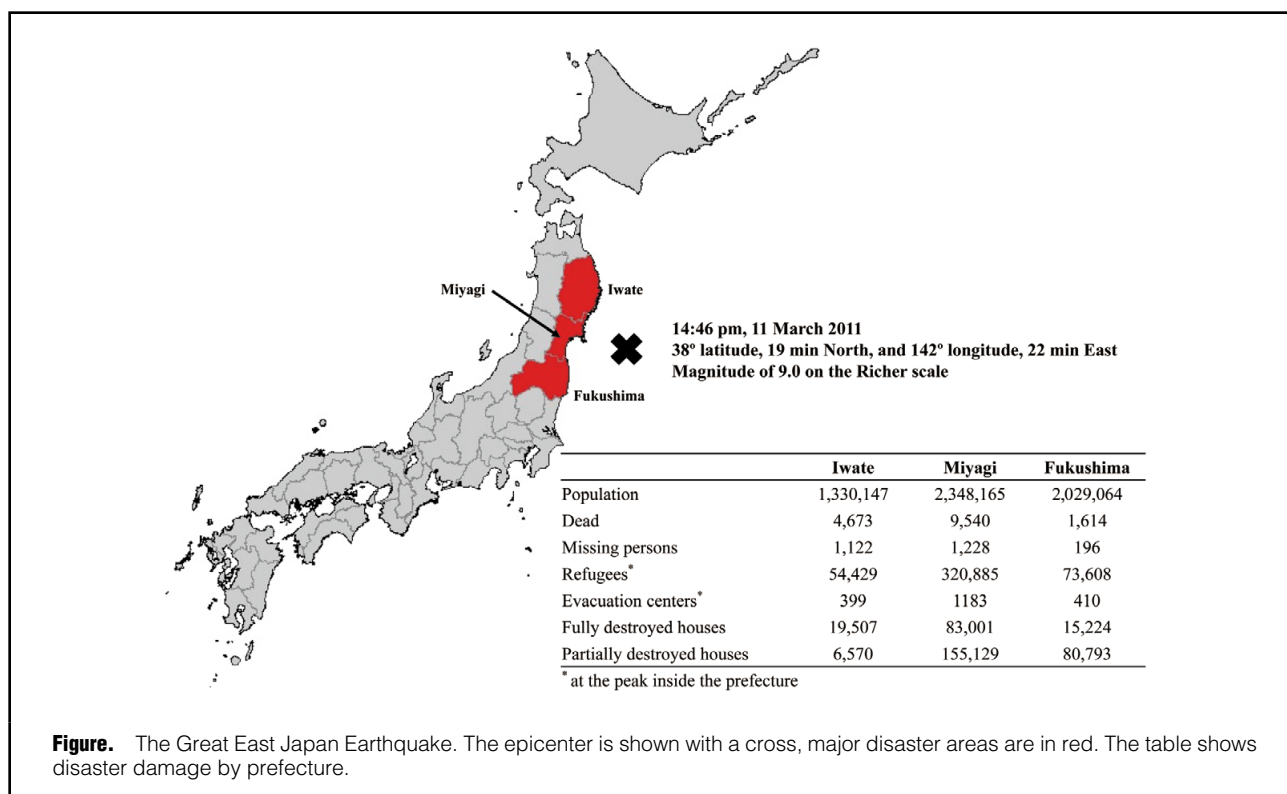 Miyagi
Iwate
Fukushima
14:46 pm, 11 March 2011
38º latitude, 19 min North, and 142º longitude, 22 min East
Magnitude of 9.0 on the Richer scale
Iwate Miyagi Fukushima
Population 1,330,147 2,348,165 2,029,064
Dead 4,673 9,540 1,614
Missing persons 1,122 1,228 196
Refugees* 54,429 320,885 73,608
Evacuation centers* 399 1183 410
Fully destroyed houses 19,507 83,001 15,224
Partially destroyed houses 6,570 155,129 80,793
* at the peak inside the prefecture
Figure. The Great East Japan Earthquake. The epicenter is shown with a cross, major disaster areas are in red. The table shows
disaster damage by prefecture.